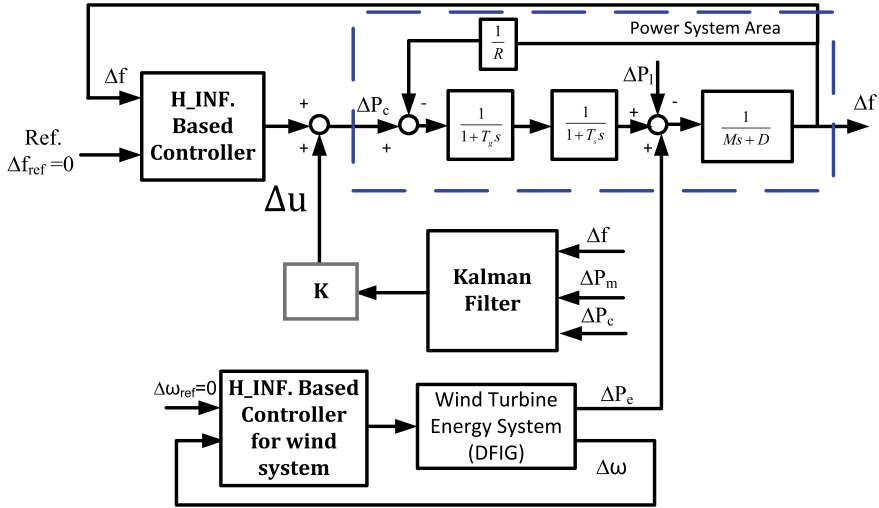 Power System Area
1
R
ΔP_l
Δf
H_INF.
Based
Controller
Ref.
Δf_ref =0
+
+
ΔP_c
-
+
1
1+T_g s
1
1+T_s s
+
-
+
1
Ms + D
Δf
Δu
K
Kalman
Filter
Δf
ΔP_m
ΔP_c
Δω_ref=0
H_INF. Based
Controller
for wind
system
Wind Turbine
Energy System
(DFIG)
ΔP_e
Δω